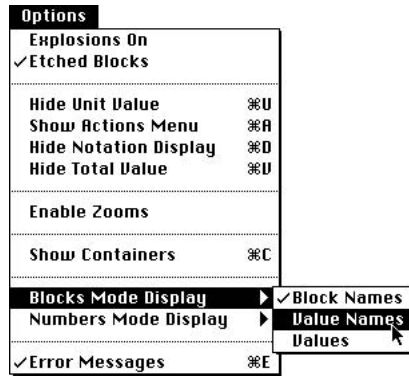 Options
Explosions On
✓Etched Blocks
Hide Unit Value ⌘U
Show Actions Menu ⌘A
Hide Notation Display ⌘D
Hide Total Value ⌘V
Enable Zooms
Show Containers ⌘C
Blocks Mode Display ▶
✓Block Names
Numbers Mode Display ▶
Value Names
Values
✓Error Messages ⌘E